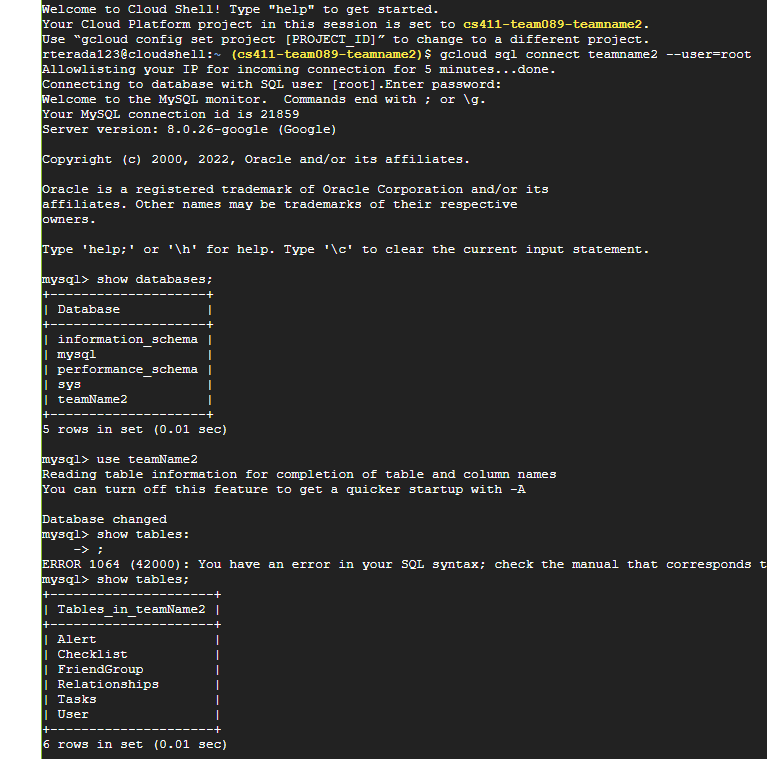 Welcome to Cloud Shell! Type "help" to get started.
Your Cloud Platform project in this session is set to cs411-team089-teamname2.
Use “gcloud config set project [PROJECT_ID]” to change to a different project.
rterada123@cloudshell:~ (cs411-team089-teamname2)$ gcloud sql connect teamname2 --user=root
Allowlisting your IP for incoming connection for 5 minutes...done.
Connecting to database with SQL user [root].Enter password:
Welcome to the MySQL monitor.  Commands end with ; or \g.
Your MySQL connection id is 21859
Server version: 8.0.26-google (Google)

Copyright (c) 2000, 2022, Oracle and/or its affiliates.

Oracle is a registered trademark of Oracle Corporation and/or its
affiliates. Other names may be trademarks of their respective
owners.

Type 'help;' or '\h' for help. Type '\c' to clear the current input statement.

mysql> show databases;
+--------------------+
| Database           |
+--------------------+
| information_schema |
| mysql              |
| performance_schema |
| sys                |
| teamName2          |
+--------------------+
5 rows in set (0.01 sec)

mysql> use teamName2
Reading table information for completion of table and column names
You can turn off this feature to get a quicker startup with -A

Database changed
mysql> show tables:
    -> ;
ERROR 1064 (42000): You have an error in your SQL syntax; check the manual that corresponds t
mysql> show tables;
+---------------------+
| Tables_in_teamName2 |
+---------------------+
| Alert               |
| Checklist           |
| FriendGroup         |
| Relationships       |
| Tasks               |
| User                |
+---------------------+
6 rows in set (0.01 sec)